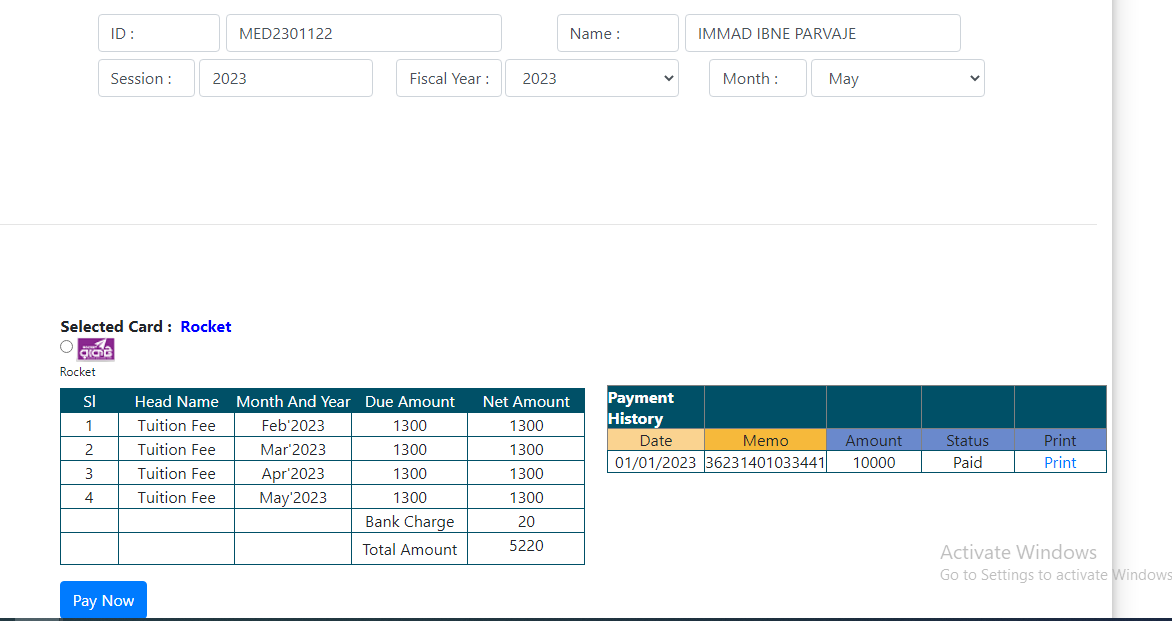 ID : MED2301122 Name : IMMAD IBNE PARVAJE
Session : 2023 Fiscal Year : 2023 Month : May
Selected Card : Rocket
রকেট
Rocket
Sl Head Name Month And Year Due Amount Net Amount
1 Tuition Fee Feb'2023 1300 1300
2 Tuition Fee Mar'2023 1300 1300
3 Tuition Fee Apr'2023 1300 1300
4 Tuition Fee May'2023 1300 1300
Bank Charge 20
Total Amount 5220
Pay Now
Payment
History
Date Memo Amount Status Print
01/01/2023 36231401033441 10000 Paid Print
Activate Windows
Go to Settings to activate Windows